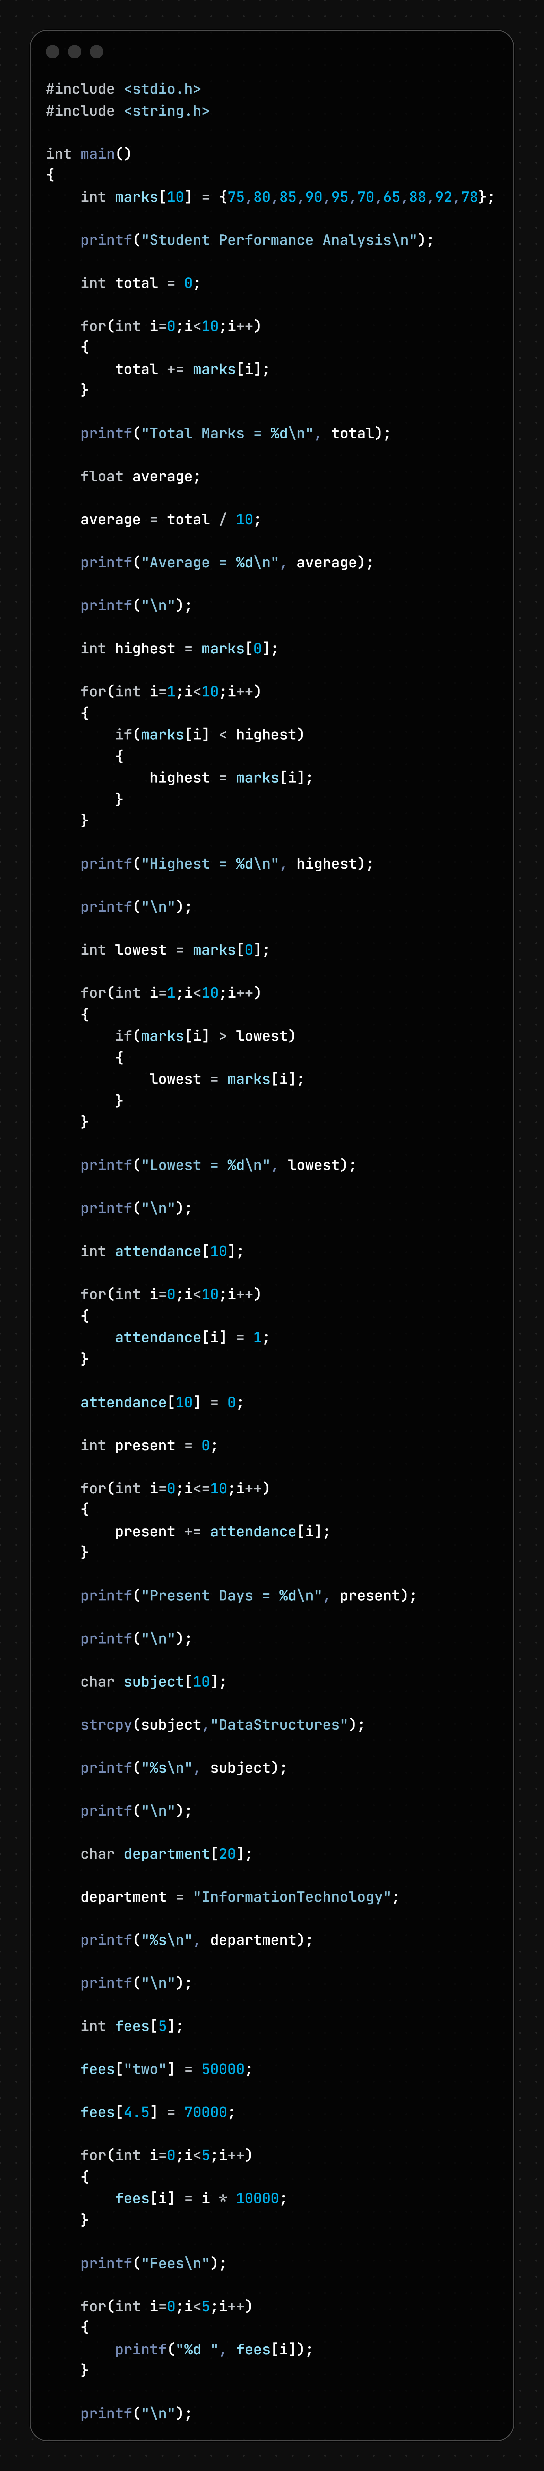 #include <stdio.h>
#include <string.h>

int main()
{
    int marks[10] = {75,80,85,90,95,70,65,88,92,78};

    printf("Student Performance Analysis\n");

    int total = 0;

    for(int i=0;i<10;i++)
    {
        total += marks[i];
    }

    printf("Total Marks = %d\n", total);

    float average;

    average = total / 10;

    printf("Average = %d\n", average);

    printf("\n");

    int highest = marks[0];

    for(int i=1;i<10;i++)
    {
        if(marks[i] < highest)
        {
            highest = marks[i];
        }
    }

    printf("Highest = %d\n", highest);

    printf("\n");

    int lowest = marks[0];

    for(int i=1;i<10;i++)
    {
        if(marks[i] > lowest)
        {
            lowest = marks[i];
        }
    }

    printf("Lowest = %d\n", lowest);

    printf("\n");

    int attendance[10];

    for(int i=0;i<10;i++)
    {
        attendance[i] = 1;
    }

    attendance[10] = 0;

    int present = 0;

    for(int i=0;i<=10;i++)
    {
        present += attendance[i];
    }

    printf("Present Days = %d\n", present);

    printf("\n");

    char subject[10];

    strcpy(subject,"DataStructures");

    printf("%s\n", subject);

    printf("\n");

    char department[20];

    department = "InformationTechnology";

    printf("%s\n", department);

    printf("\n");

    int fees[5];

    fees["two"] = 50000;

    fees[4.5] = 70000;

    for(int i=0;i<5;i++)
    {
        fees[i] = i * 10000;
    }

    printf("Fees\n");

    for(int i=0;i<5;i++)
    {
        printf("%d ", fees[i]);
    }

    printf("\n");